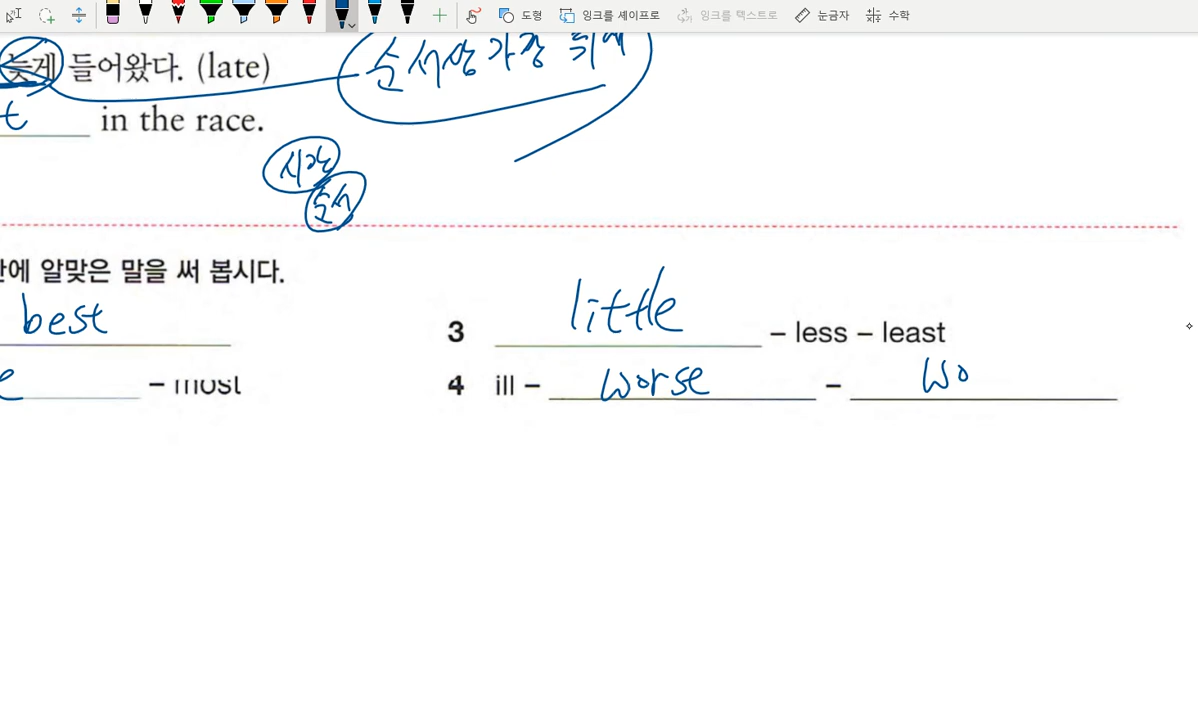 도형 잉크를 셰이프로 잉크를 텍스트로 눈금자 수학
늦게 들어왔다. (late)
순서상 가장 뒤에
t in the race.
시간
순서
간에 알맞은 말을 써 봅시다.
best
3 little – less – least
e – most
4 ill – worse – wo